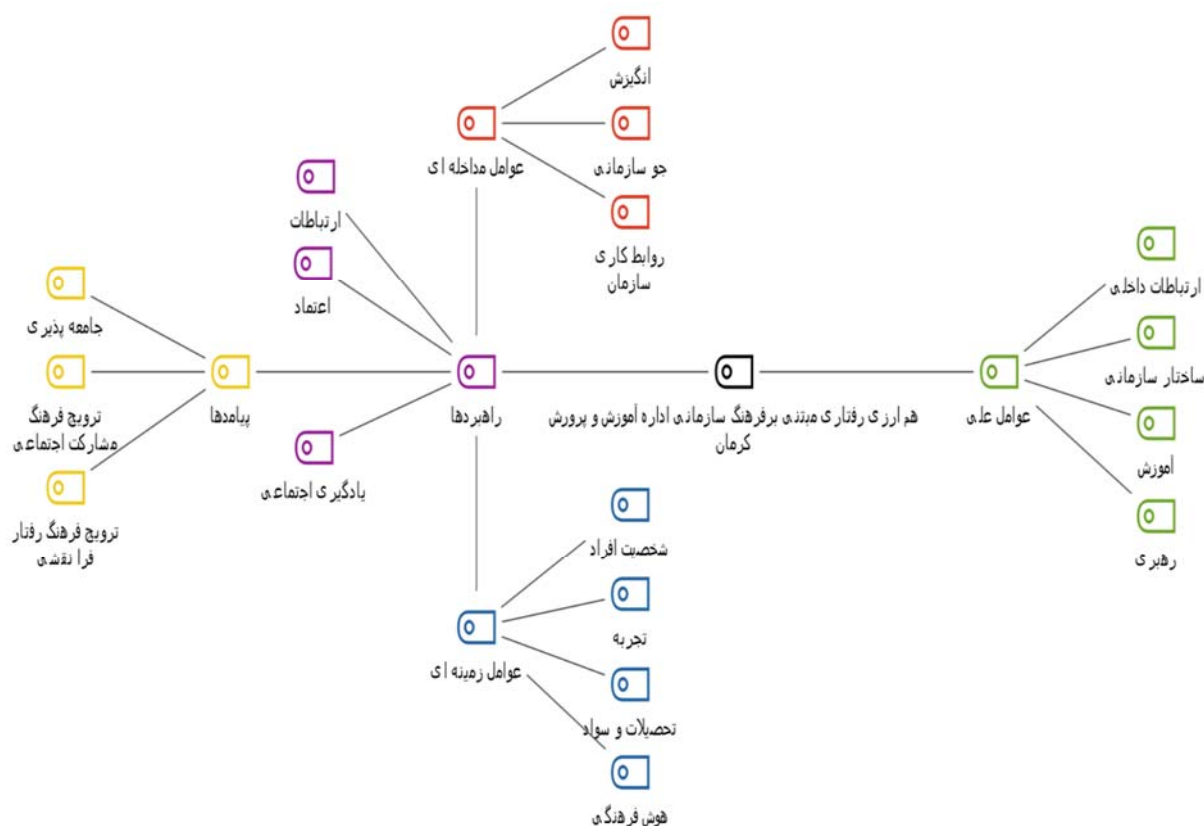 انگیزش
جو سازمانی
عوامل مداخله ای
روابط کاری
سازمان
ارتباطات
اعتماد
ارتباطات داخلی
ساختار سازمانی
آموزش
رهبری
عوامل علی
هم ارزی رفتاری مبتنی برفرهنگ سازمانی اداره آموزش و پرورش
کرمان
راهبردها
پیامدها
جامعه پذیری
ترویج فرهنگ
مشارکت اجتماعی
ترویج فرهنگ رفتار
فرا نقشی
یادگیری اجتماعی
شخصیت افراد
تجربه
عوامل زمینه ای
تحصیلات و سواد
هوش فرهنگی